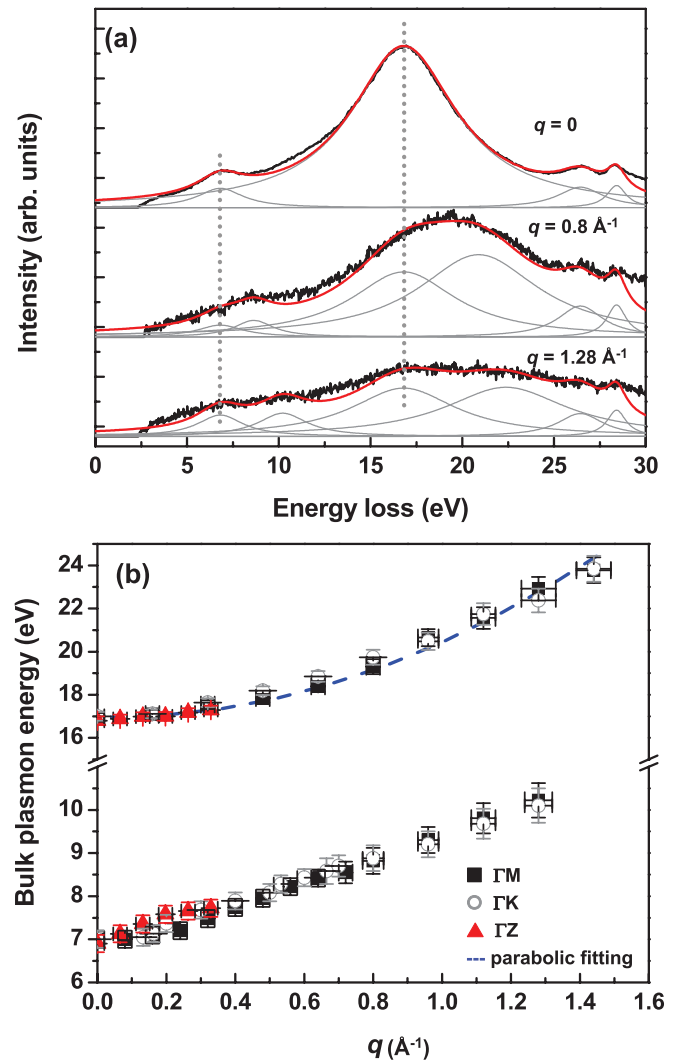 (a)
q = 0
q = 0.8 Å-1
q = 1.28 Å-1
Intensity (arb. units)
0 5 10 15 20 25 30
Energy loss (eV)
(b)
24
22
20
18
16
10
9
8
7
6
Bulk plasmon energy (eV)
ΓM
ΓK
ΓZ
parabolic fitting
0.0 0.2 0.4 0.6 0.8 1.0 1.2 1.4 1.6
q (Å-1)